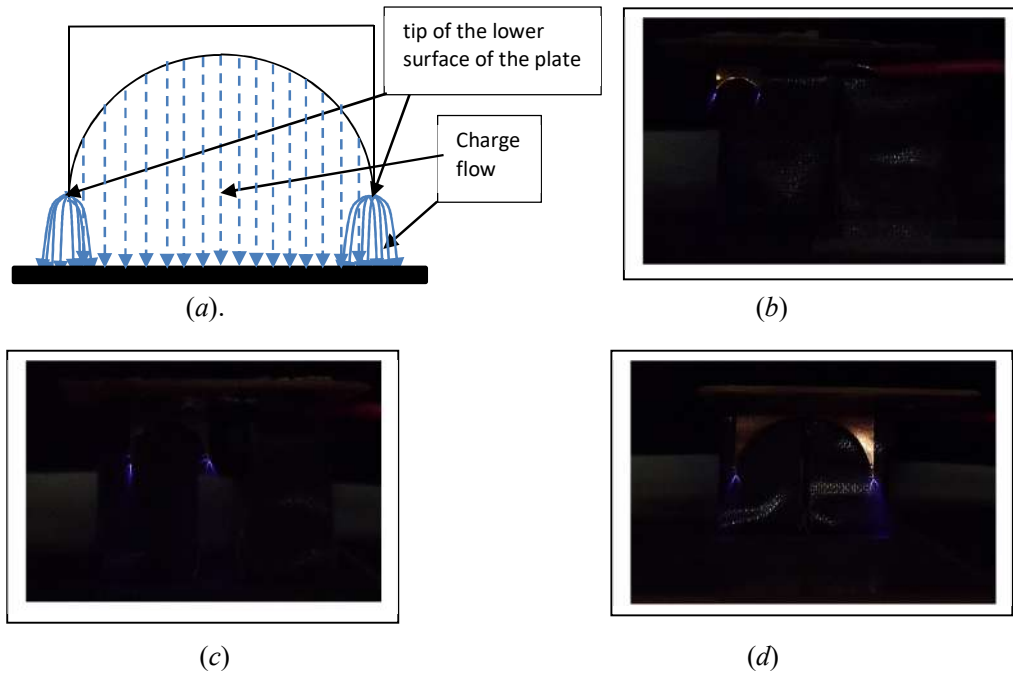 tip of the lower
surface of the plate
Charge
flow
(a).
(b)
(c)
(d)